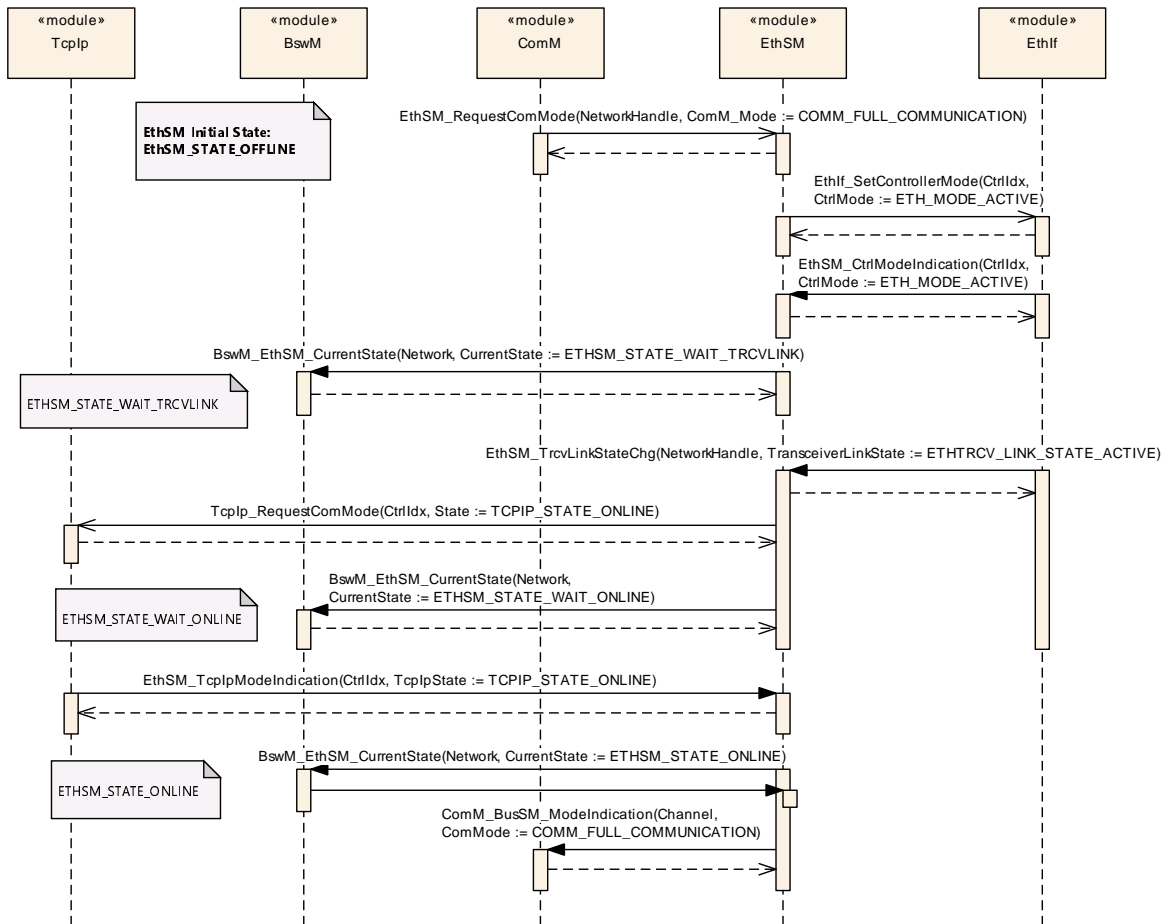 «module»
TcpIp
«module»
BswM
«module»
ComM
«module»
EthSM
«module»
EthIf
EthSM Initial State:
EthSM_STATE_OFFLINE
EthSM_RequestComMode(NetworkHandle, ComM_Mode := COMM_FULL_COMMUNICATION)
EthIf_SetControllerMode(CtrlIdx,
CtrlMode := ETH_MODE_ACTIVE)
EthSM_CtrlModeIndication(CtrlIdx,
CtrlMode := ETH_MODE_ACTIVE)
BswM_EthSM_CurrentState(Network, CurrentState := ETHSM_STATE_WAIT_TRCVLINK)
ETHSM_STATE_WAIT_TRCVLINK
EthSM_TrcvLinkStateChg(NetworkHandle, TransceiverLinkState := ETHTRCV_LINK_STATE_ACTIVE)
TcpIp_RequestComMode(CtrlIdx, State := TCPIP_STATE_ONLINE)
BswM_EthSM_CurrentState(Network,
CurrentState := ETHSM_STATE_WAIT_ONLINE)
ETHSM_STATE_WAIT_ONLINE
EthSM_TcpIpModeIndication(CtrlIdx, TcpIpState := TCPIP_STATE_ONLINE)
BswM_EthSM_CurrentState(Network, CurrentState := ETHSM_STATE_ONLINE)
ETHSM_STATE_ONLINE
ComM_BusSM_ModeIndication(Channel,
ComMode := COMM_FULL_COMMUNICATION)